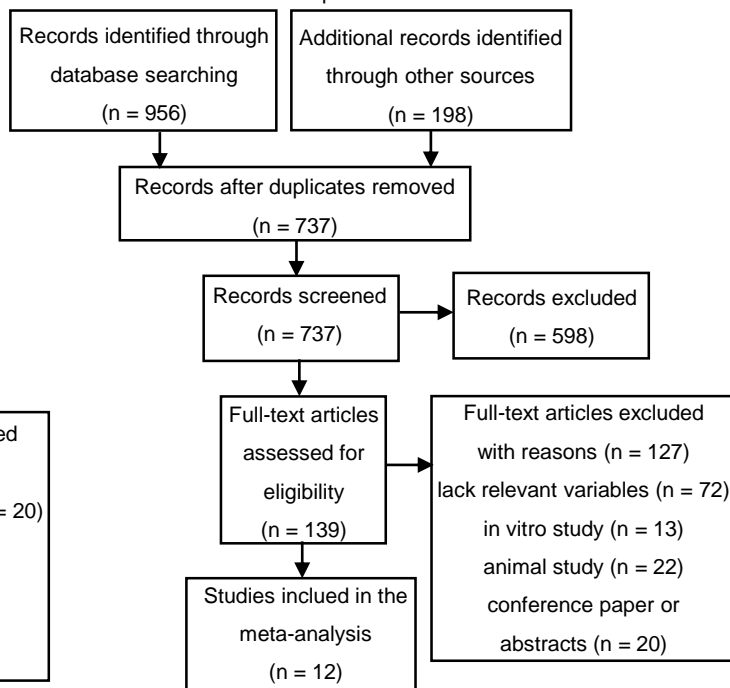 Records identified through
database searching
(n = 956)
Additional records identified
through other sources
(n = 198)
Records after duplicates removed
(n = 737)
Records screened
(n = 737)
Records excluded
(n = 598)
Full-text articles
assessed for
eligibility
(n = 139)
Full-text articles excluded
with reasons (n = 127)
lack relevant variables (n = 72)
in vitro study (n = 13)
animal study (n = 22)
conference paper or
abstracts (n = 20)
Studies inclued in the
meta-analysis
(n = 12)
= 20)